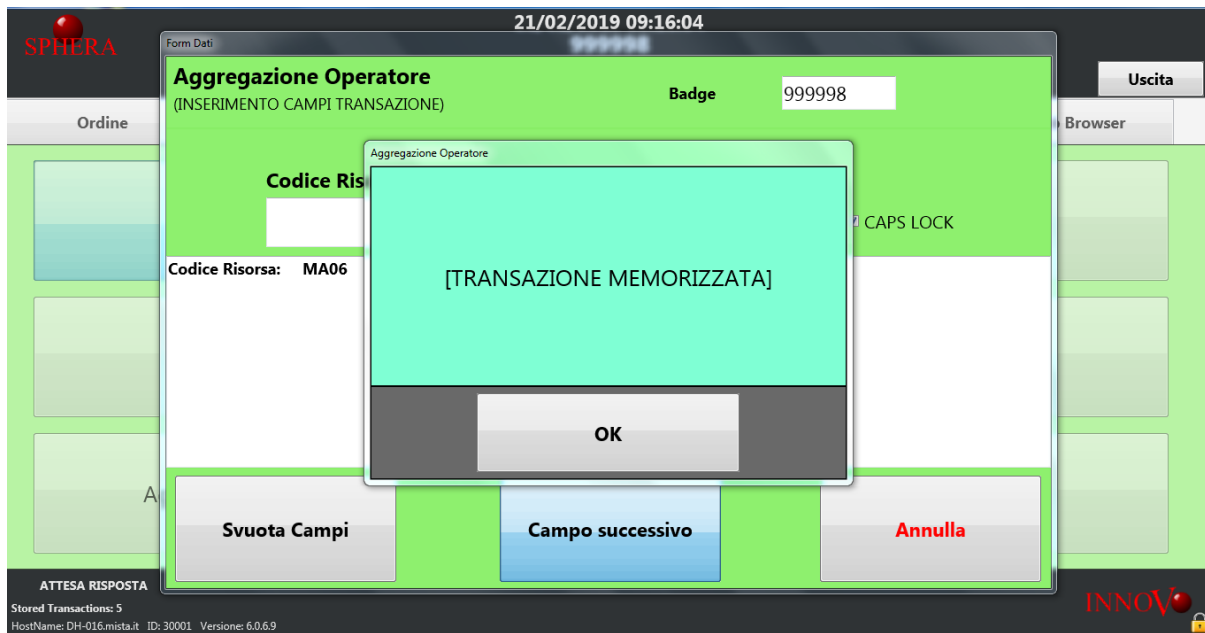 21/02/2019 09:16:04
SPHERA
Form Dati
999998
Aggregazione Operatore
(INSERIMENTO CAMPI TRANSAZIONE)
Badge
999998
Uscita
Ordine
Browser
Aggregazione Operatore
Codice Ris
CAPS LOCK
Codice Risorsa: MA06
[TRANSAZIONE MEMORIZZATA]
OK
A
Svuota Campi
Campo successivo
Annulla
ATTESA RISPOSTA
Stored Transactions: 5
HostName: DH-016.mista.it ID: 30001 Versione: 6.0.6.9
INNOVO